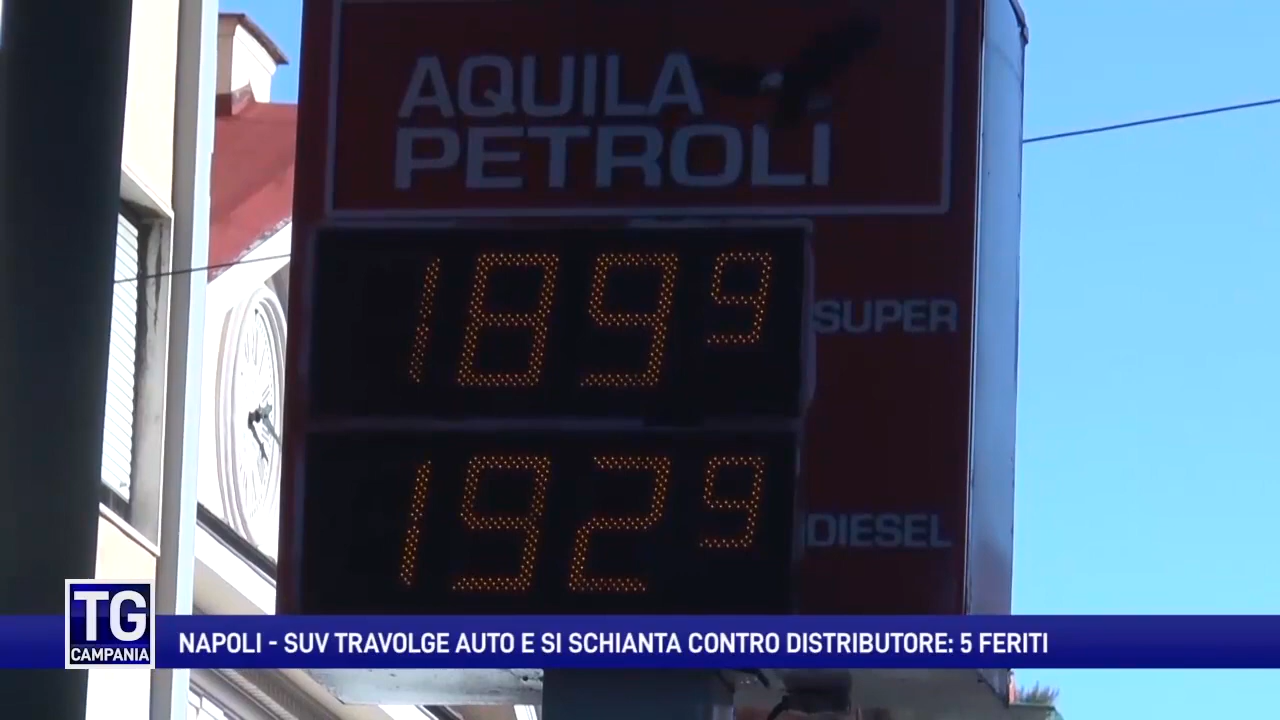 AQUILA
PETROLI
1899
SUPER
1929
DIESEL
TG
CAMPANIA
NAPOLI - SUV TRAVOLGE AUTO E SI SCHIANTA CONTRO DISTRIBUTORE: 5 FERITI